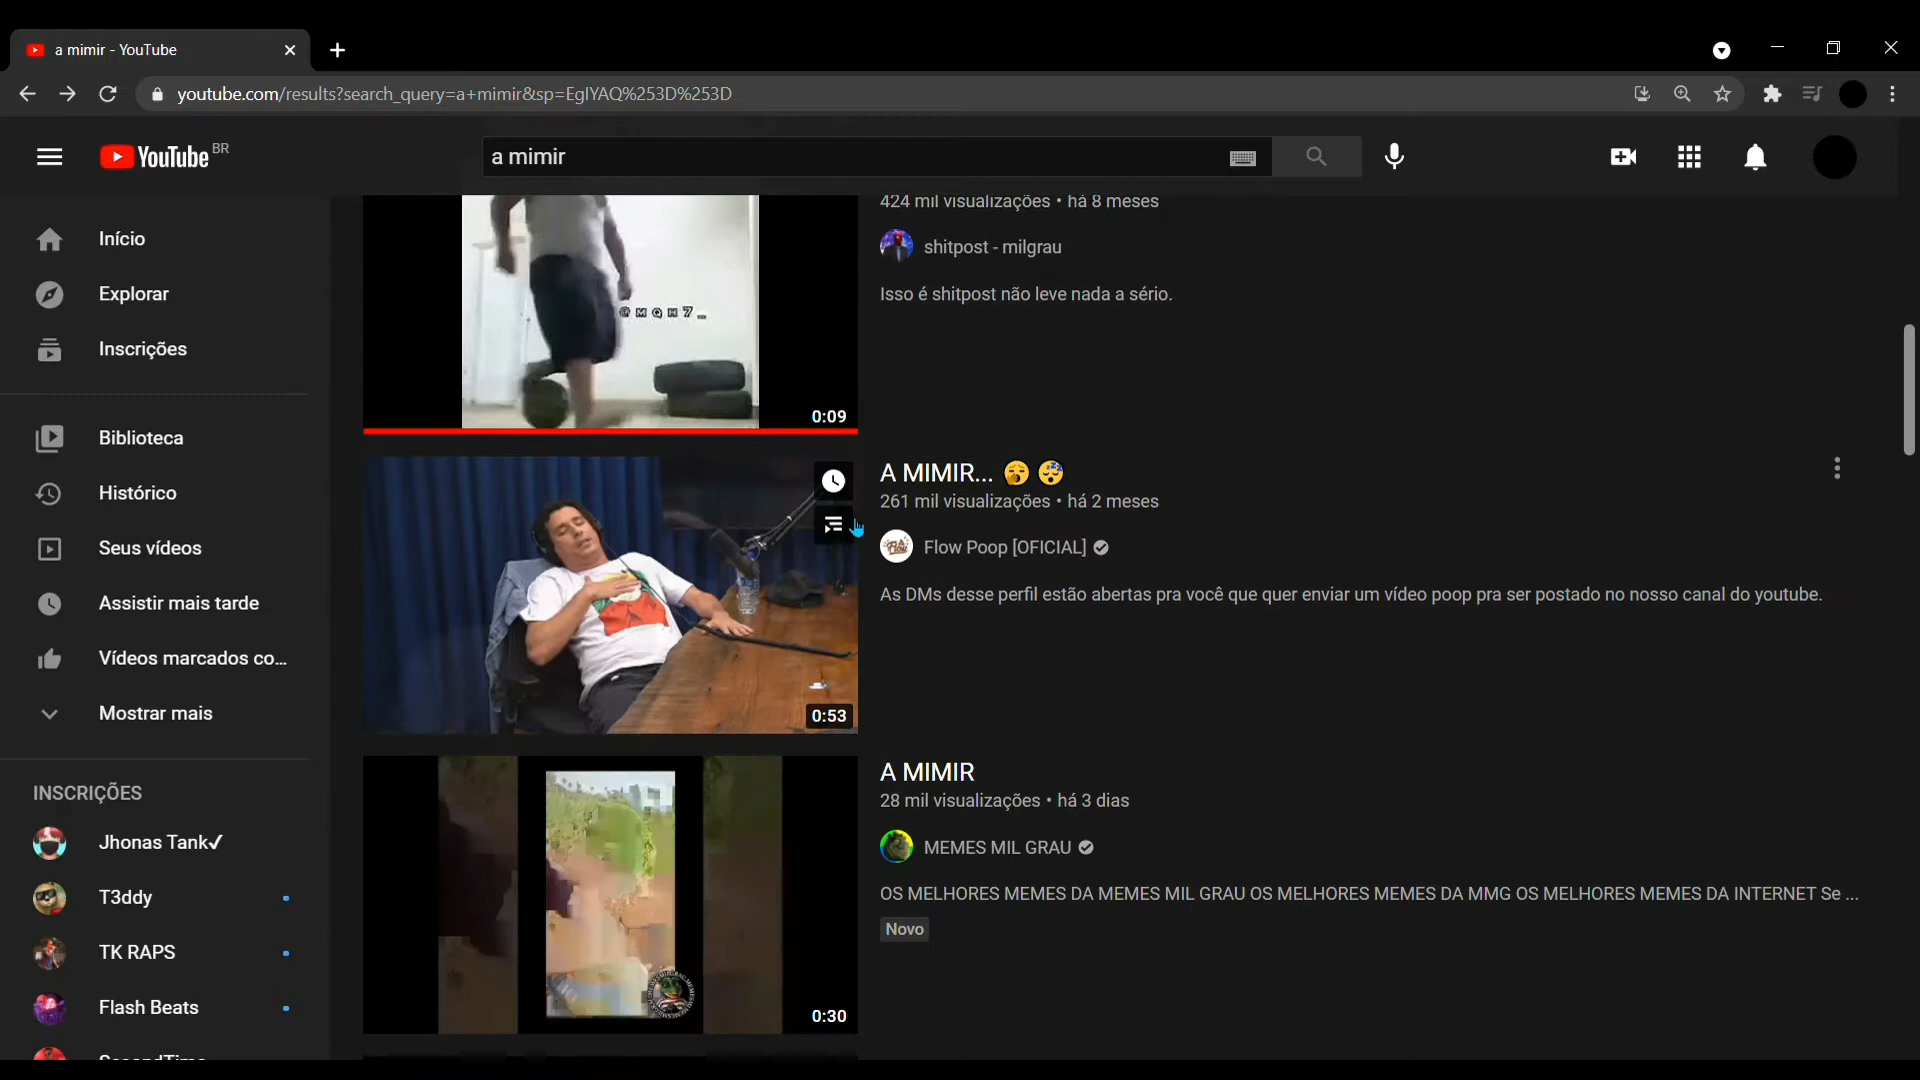 a mimir - YouTube
youtube.com/results?search_query=a+mimir&sp=EgIYAQ%253D%253D
YouTube BR
a mimir
Início
Explorar
Inscrições
Biblioteca
Histórico
Seus vídeos
Assistir mais tarde
Vídeos marcados co...
Mostrar mais
INSCRIÇÕES
Jhonas Tank✓
T3ddy
TK RAPS
Flash Beats
@MQH7_
0:09
424 mil visualizações • há 8 meses
shitpost - milgrau
Isso é shitpost não leve nada a sério.
0:53
A MIMIR... 🥱 😴
261 mil visualizações • há 2 meses
Flow Poop [OFICIAL]
As DMs desse perfil estão abertas pra você que quer enviar um vídeo poop pra ser postado no nosso canal do youtube.
0:30
A MIMIR
28 mil visualizações • há 3 dias
MEMES MIL GRAU
OS MELHORES MEMES DA MEMES MIL GRAU OS MELHORES MEMES DA MMG OS MELHORES MEMES DA INTERNET Se ...
Novo